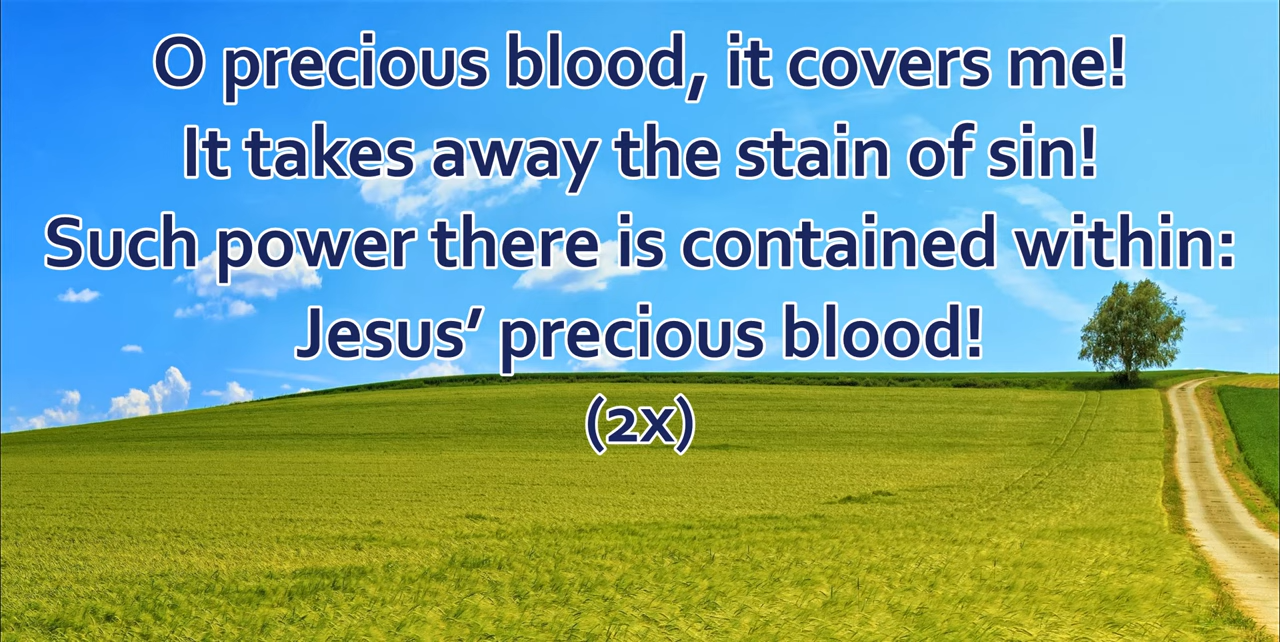 O precious blood, it covers me!
It takes away the stain of sin!
Such power there is contained within:
Jesus’ precious blood!
(2x)